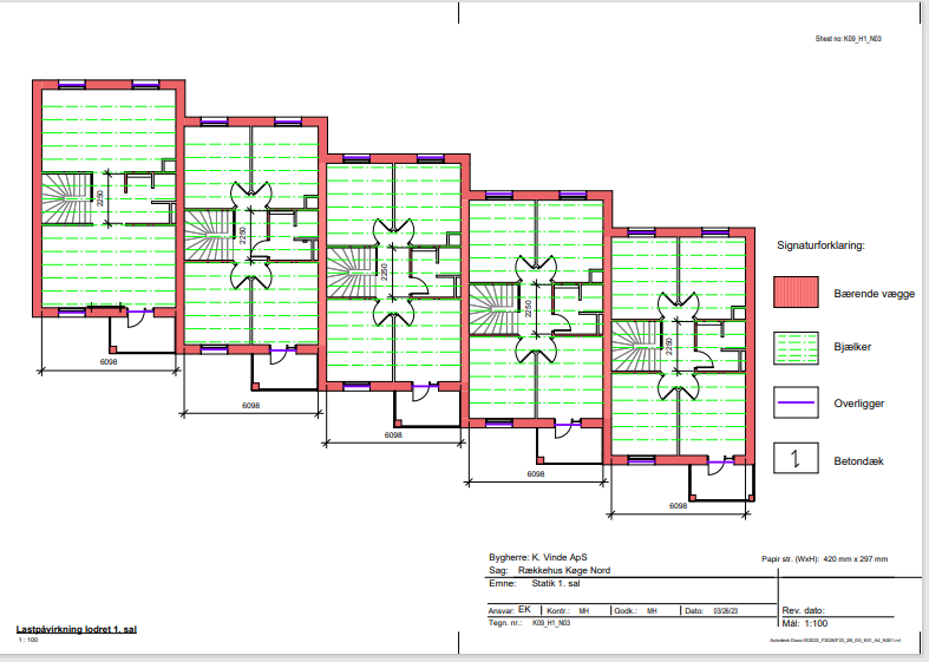 Sheet no: K09_H1_N03
2250
2250
2250
2250
2250
6098
6098
6098
6098
6098
Signaturforklaring:
Bærende vægge
Bjælker
Overligger
Betondæk
Bygherre: K. Vinde ApS
Papir str. (WxH): 420 mm x 297 mm
Sag: Rækkehus Køge Nord
Emne: Statik 1. sal
Ansvar: EK Kontr.: MH Godk.: MH Dato: 03/26/23
Rev. dato:
Tegn. nr.: K09_H1_N03
Mål: 1:100
Lastpåvirkning lodret 1. sal
1 : 100